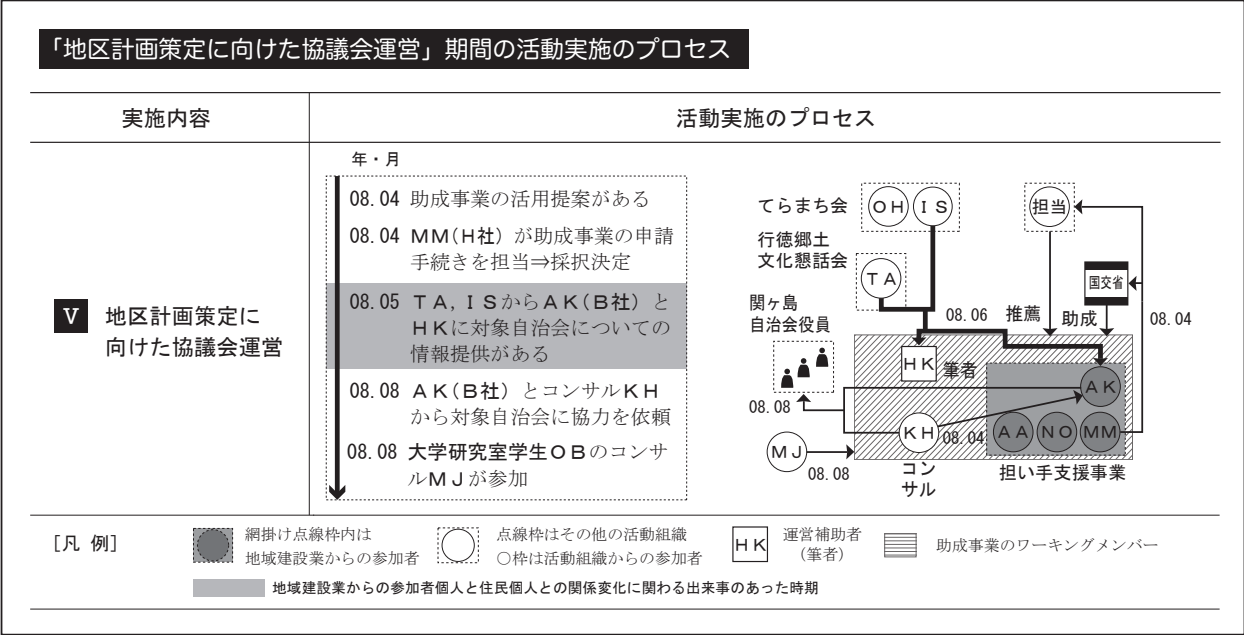 「地区計画策定に向けた協議会運営」期間の活動実施のプロセス
実施内容
活動実施のプロセス
Ⅴ 地区計画策定に
向けた協議会運営
年・月
08.04 助成事業の活用提案がある
08.04 MM(H社)が助成事業の申請
手続きを担当⇒採択決定
08.05 TA, ISからAK(B社)と
HKに対象自治会についての
情報提供がある
08.08 AK(B社)とコンサルKH
から対象自治会に協力を依頼
08.08 大学研究室学生OBのコンサ
ルMJが参加
てらまち会
OH
IS
担当
行徳郷土
文化懇話会
TA
国交省
関ヶ島
自治会役員
08.06
推薦
助成
08.04
HK
筆者
AK
08.08
KH
08.04
AA
NO
MM
MJ
08.08
コン
サル
担い手支援事業
[凡 例]
網掛け点線枠内は
地域建設業からの参加者
点線枠はその他の活動組織
○枠は活動組織からの参加者
HK
運営補助者
(筆者)
助成事業のワーキングメンバー
地域建設業からの参加者個人と住民個人との関係変化に関わる出来事のあった時期